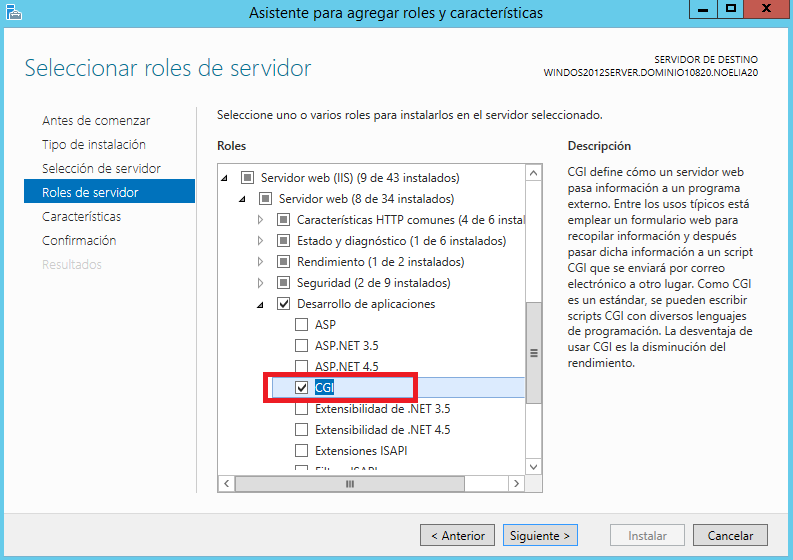 Asistente para agregar roles y características
Seleccionar roles de servidor
SERVIDOR DE DESTINO
WINDOS2012SERVER.DOMINIO10820.NOELIA20
Antes de comenzar
Tipo de instalación
Selección de servidor
Roles de servidor
Características
Confirmación
Resultados
Seleccione uno o varios roles para instalarlos en el servidor seleccionado.
Roles
Servidor web (IIS) (9 de 43 instalados)
Servidor web (8 de 34 instalados)
Características HTTP comunes (4 de 6 instal
Estado y diagnóstico (1 de 6 instalados)
Rendimiento (1 de 2 instalados)
Seguridad (2 de 9 instalados)
Desarrollo de aplicaciones
ASP
ASP.NET 3.5
ASP.NET 4.5
CGI
Extensibilidad de .NET 3.5
Extensibilidad de .NET 4.5
Extensiones ISAPI
Filtros ISAPI
Descripción
CGI define cómo un servidor web
pasa información a un programa
externo. Entre los usos típicos está
emplear un formulario web para
recopilar información y después
pasar dicha información a un script
CGI que se enviará por correo
electrónico a otro lugar. Como CGI
es un estándar, se pueden escribir
scripts CGI con diversos lenguajes
de programación. La desventaja de
usar CGI es la disminución del
rendimiento.
< Anterior
Siguiente >
Instalar
Cancelar